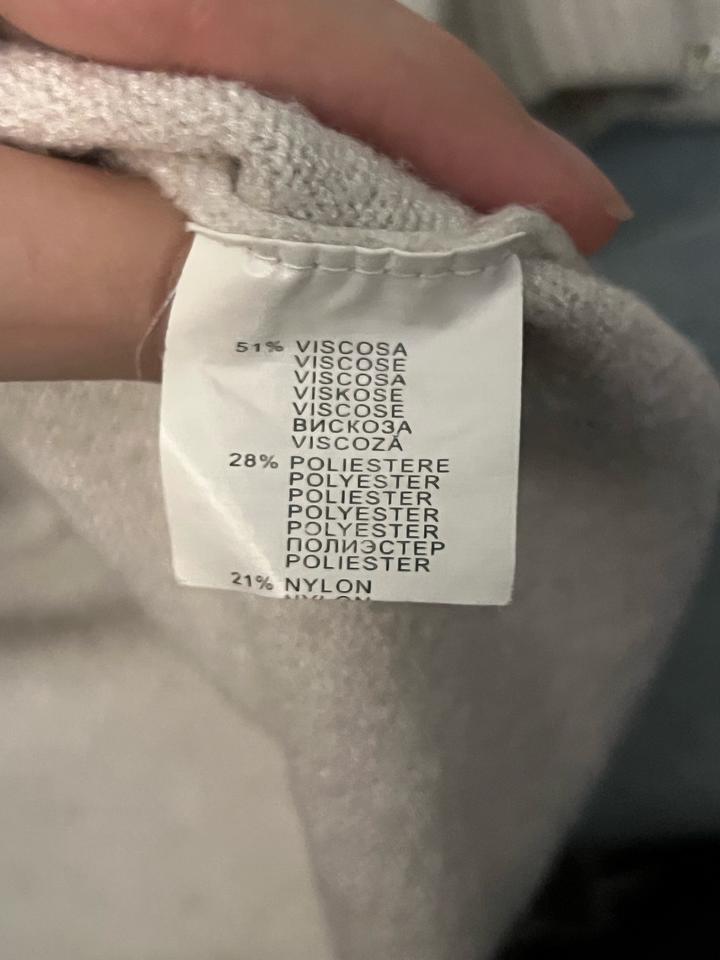 51% VISCOSA
VISCOSE
VISCOSA
VISKOSE
VISCOSE
ВИСКОЗА
VISCOZĂ
28% POLIESTERE
POLYESTER
POLIESTER
POLYESTER
POLYESTER
ПОЛИЭСТЕР
POLIESTER
21% NYLON